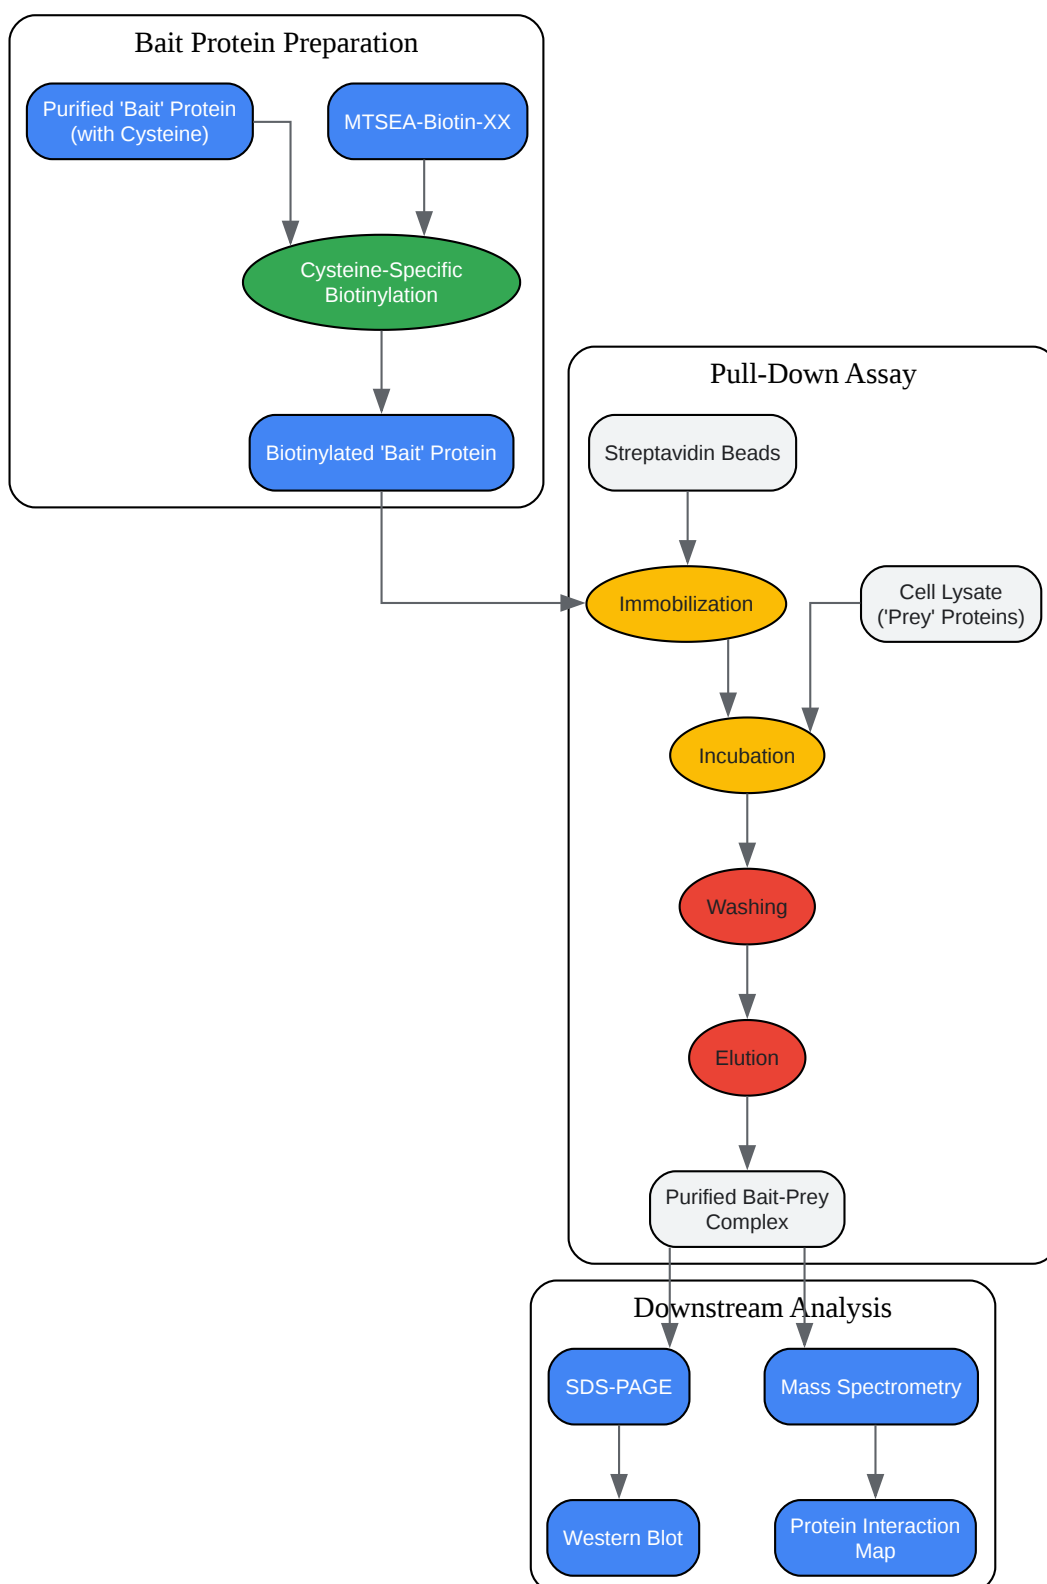 Bait Protein Preparation
Purified 'Bait' Protein
(with Cysteine)
MTSEA-Biotin-XX
Cysteine-Specific
Biotinylation
Biotinylated 'Bait' Protein
Pull-Down Assay
Streptavidin Beads
Immobilization
Cell Lysate
('Prey' Proteins)
Incubation
Washing
Elution
Purified Bait-Prey
Complex
Downstream Analysis
SDS-PAGE
Mass Spectrometry
Western Blot
Protein Interaction
Map